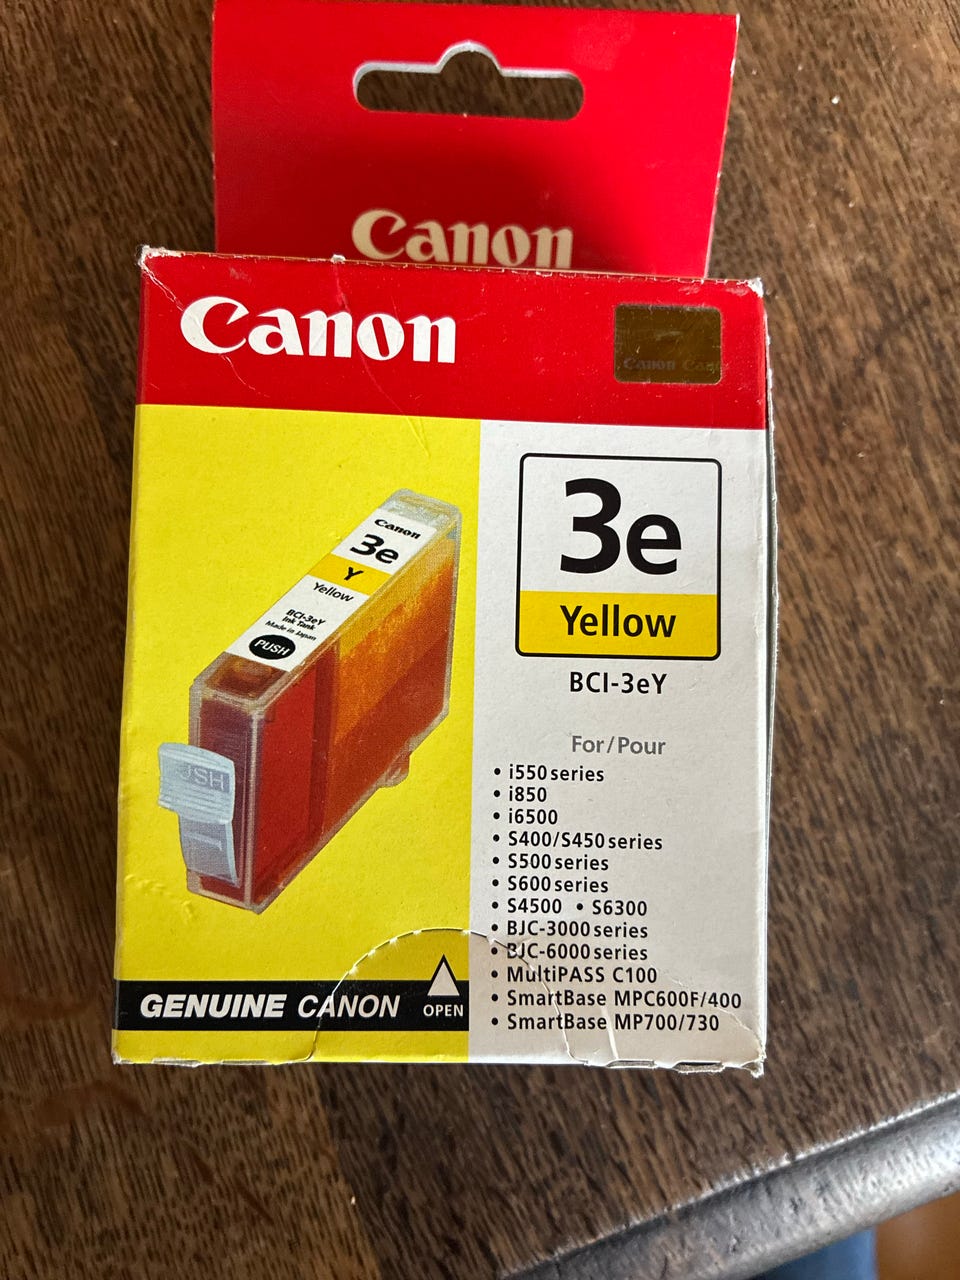 Canon
Canon
Canon
3e
Yellow
BCI-3eY
Canon
3e
Y
Yellow
BCI-3eY
Ink Tank
Made in Japan
PUSH
For/Pour
• i550 series
• i850
• i6500
• S400/S450 series
• S500 series
• S600 series
• S4500 • S6300
• BJC-3000 series
• BJC-6000 series
• MultiPASS C100
• SmartBase MPC600F/400
• SmartBase MP700/730
GENUINE CANON
OPEN